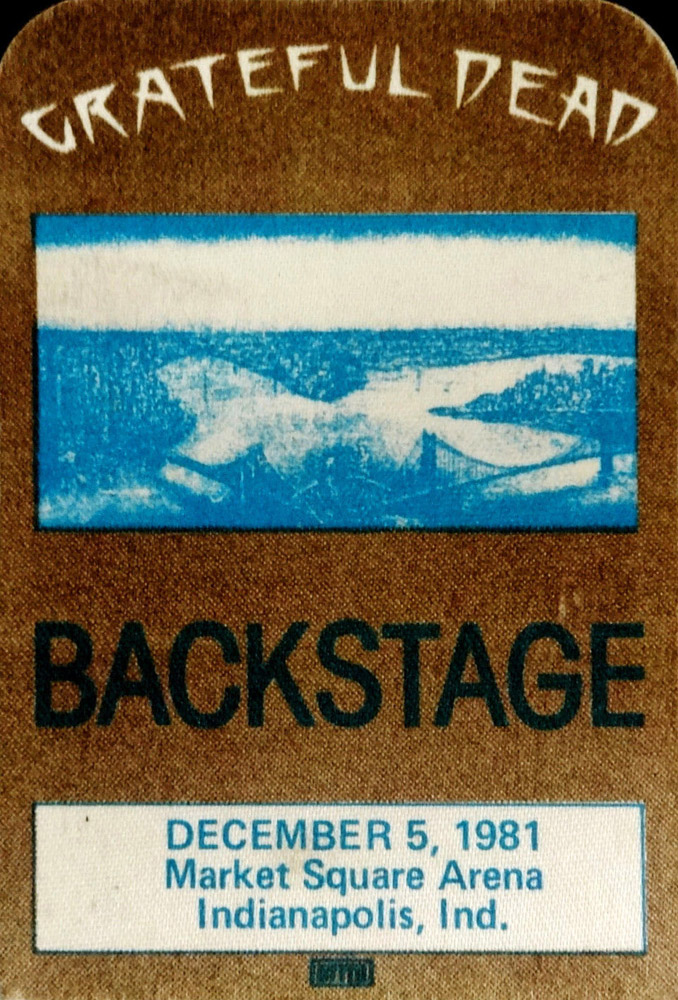 GRATEFUL DEAD
BACKSTAGE
DECEMBER 5, 1981
Market Square Arena
Indianapolis, Ind.